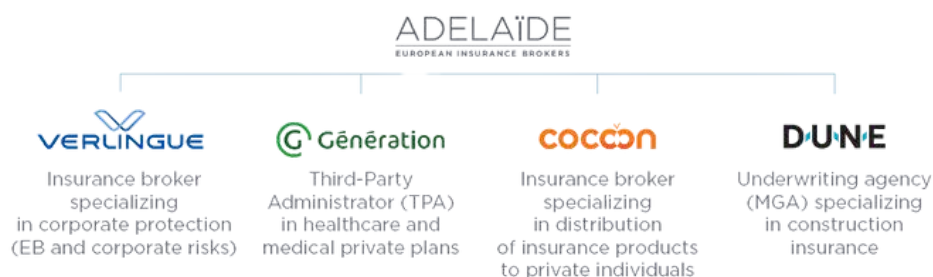 ADELAÏDE
EUROPEAN INSURANCE BROKERS
VERLINGUE
Insurance broker
specializing
in corporate protection
(EB and corporate risks)
Génération
Third-Party
Administrator (TPA)
in healthcare and
medical private plans
cocoon
Insurance broker
specializing
in distribution
of insurance products
to private individuals
D·U·N·E
Underwriting agency
(MGA) specializing
in construction
insurance